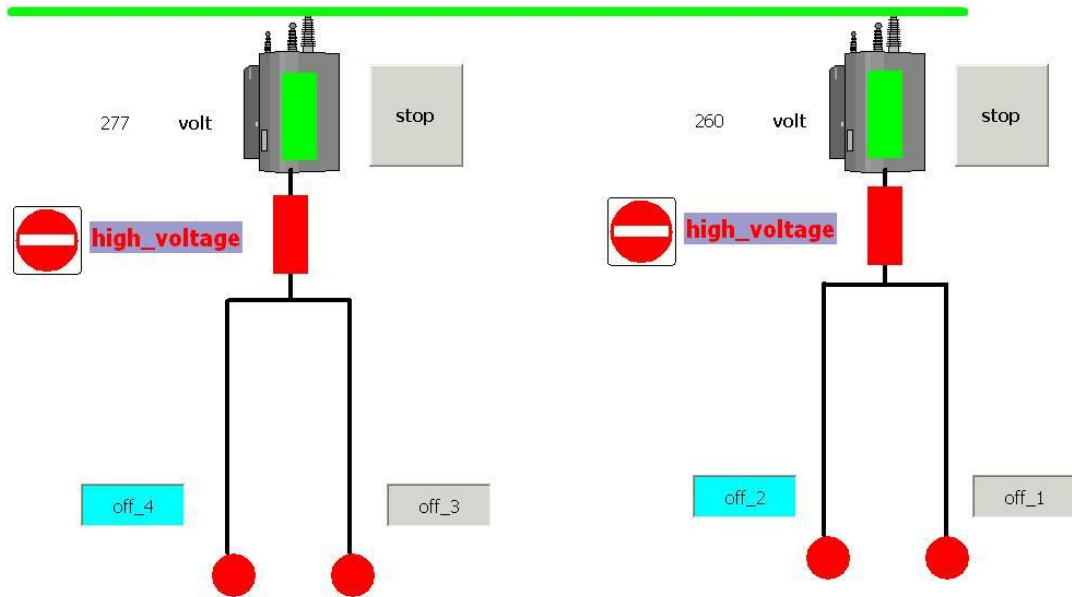 277 volt stop
260 volt stop
high_voltage
high_voltage
off_4 off_3
off_2 off_1